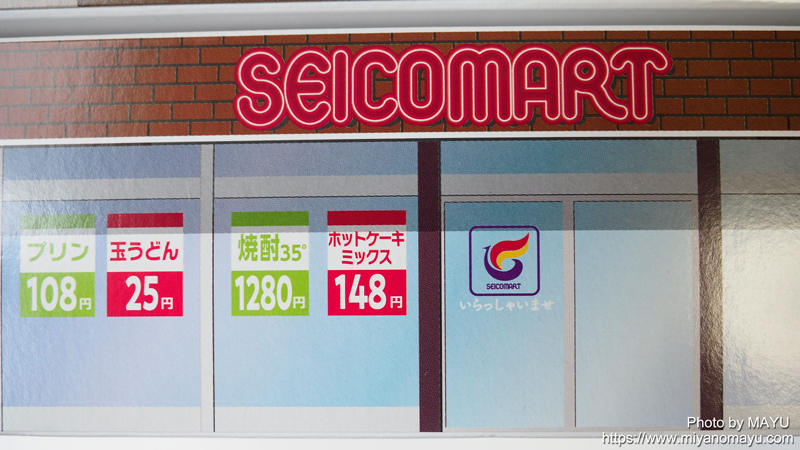 SEICOMART
プリン
108円
玉うどん
25円
焼酎35°
1280円
ホットケーキ
ミックス
148円
SEICOMART
いらっしゃいませ
Photo by MAYU
https://www.miyanomayu.com